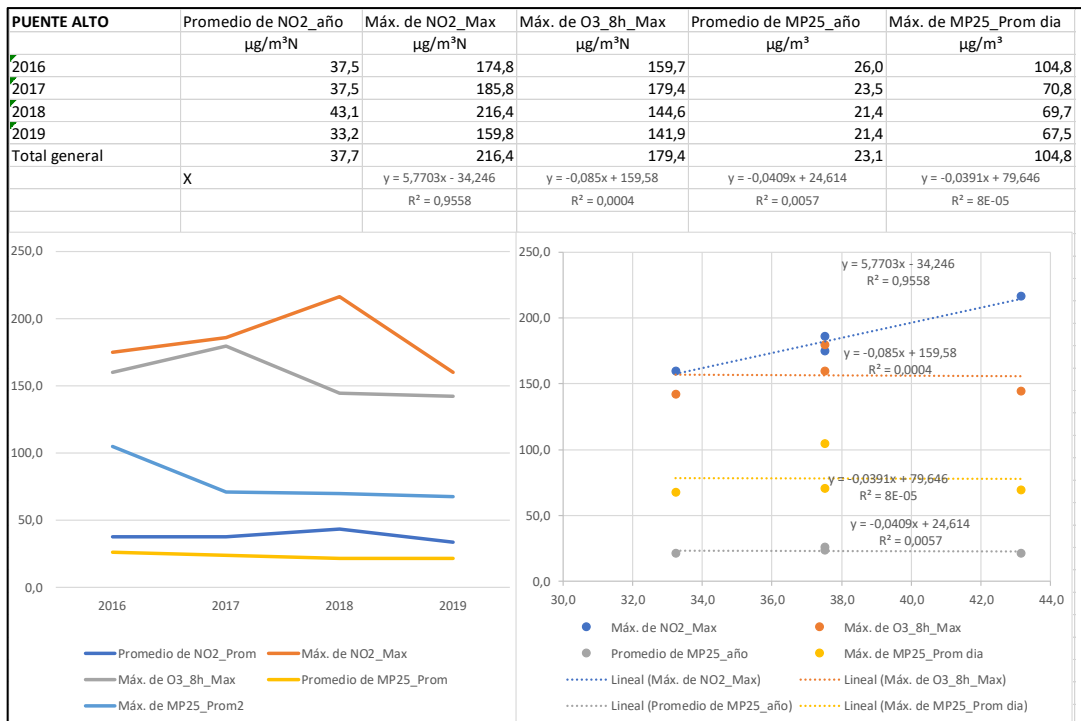 PUENTE ALTO Promedio de NO2_año Máx. de NO2_Max Máx. de O3_8h_Max Promedio de MP25_año Máx. de MP25_Prom dia
µg/m³N µg/m³N µg/m³N µg/m³ µg/m³
2016 37,5 174,8 159,7 26,0 104,8
2017 37,5 185,8 179,4 23,5 70,8
2018 43,1 216,4 144,6 21,4 69,7
2019 33,2 159,8 141,9 21,4 67,5
Total general 37,7 216,4 179,4 23,1 104,8
X y = 5,7703x - 34,246 y = -0,085x + 159,58 y = -0,0409x + 24,614 y = -0,0391x + 79,646
R² = 0,9558 R² = 0,0004 R² = 0,0057 R² = 8E-05
250,0
200,0
150,0
100,0
50,0
0,0
2016 2017 2018 2019
Promedio de NO2_Prom Máx. de NO2_Max
Máx. de O3_8h_Max Promedio de MP25_Prom
Máx. de MP25_Prom2
250,0
200,0
150,0
100,0
50,0
0,0
y = 5,7703x - 34,246
R² = 0,9558
y = -0,085x + 159,58
R² = 0,0004
y = -0,0391x + 79,646
R² = 8E-05
y = -0,0409x + 24,614
R² = 0,0057
30,0 32,0 34,0 36,0 38,0 40,0 42,0 44,0
Máx. de NO2_Max Máx. de O3_8h_Max
Promedio de MP25_año Máx. de MP25_Prom dia
Lineal (Máx. de NO2_Max) Lineal (Máx. de O3_8h_Max)
Lineal (Promedio de MP25_año) Lineal (Máx. de MP25_Prom dia)